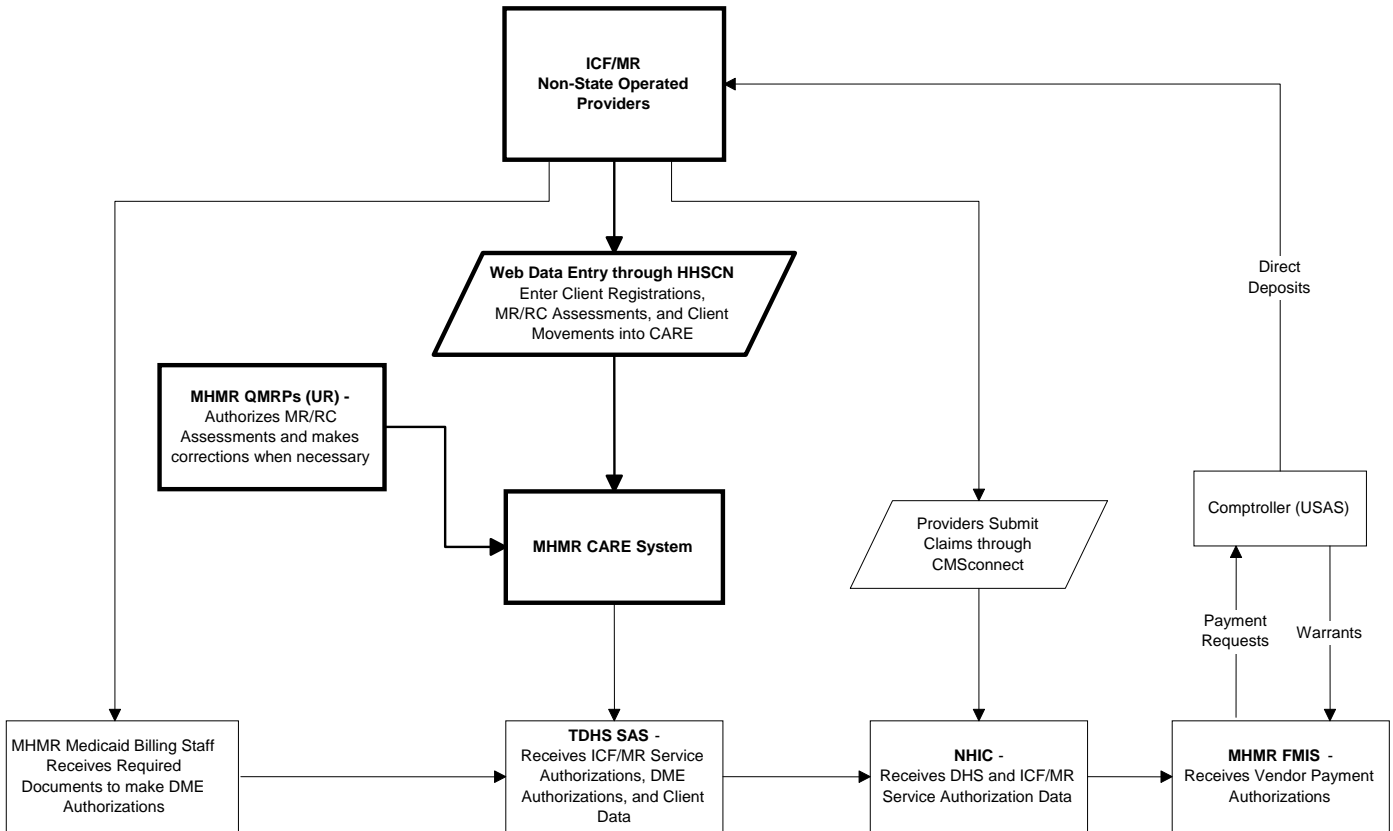 ICF/MR
Non-State Operated
Providers
Direct
Deposits
Web Data Entry through HHSCN
Enter Client Registrations,
MR/RC Assessments, and Client
Movements into CARE
MHMR QMRPs (UR) -
Authorizes MR/RC
Assessments and makes
corrections when necessary
MHMR CARE System
Providers Submit
Claims through
CMSconnect
Comptroller (USAS)
Payment
Requests
Warrants
MHMR Medicaid Billing Staff
Receives Required
Documents to make DME
Authorizations
TDHS SAS -
Receives ICF/MR Service
Authorizations, DME
Authorizations, and Client
Data
NHIC -
Receives DHS and ICF/MR
Service Authorization Data
MHMR FMIS -
Receives Vendor Payment
Authorizations